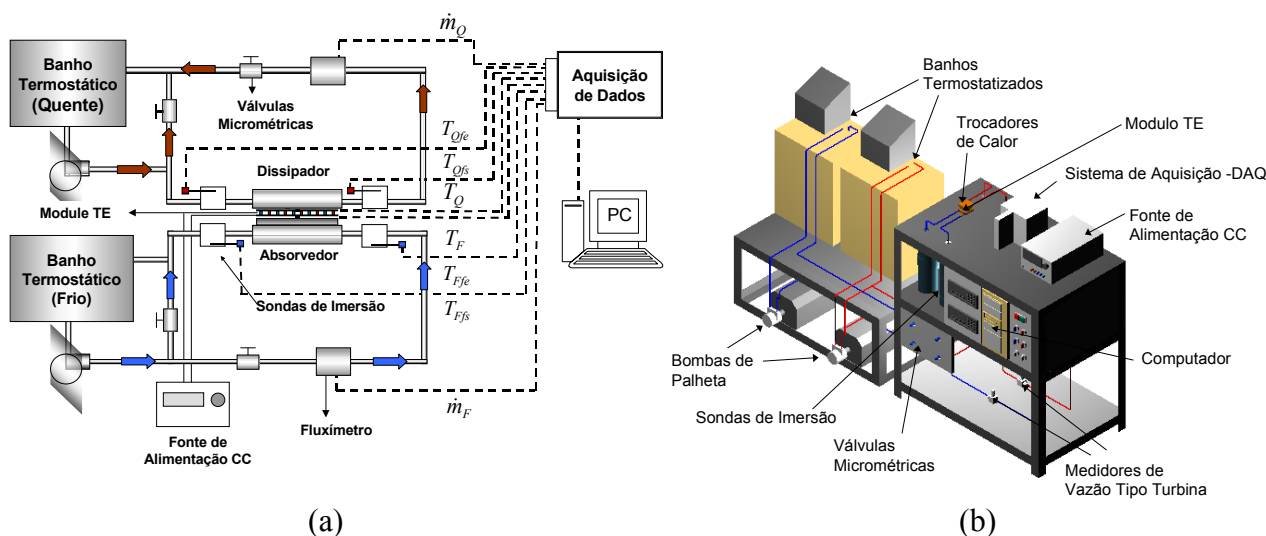 Banho
Termostático
(Quente)
Válvulas
Micrométricas
ṁ_Q
Aquisição
de Dados
T_Qfe
T_Qfs
T_Q
T_F
T_Ffe
T_Ffs
Dissipador
Module TE
Absorvedor
PC
Banho
Termostático
(Frio)
Sondas de Imersão
ṁ_F
Fluxímetro
Fonte de
Alimentação CC
(a)
Banhos
Termostatizados
Trocadores
de Calor
Modulo TE
Sistema de Aquisição -DAQ
Fonte de
Alimentação CC
Bombas de
Palheta
Computador
Sondas de Imersão
Válvulas
Micrométricas
Medidores de
Vazão Tipo Turbina
(b)